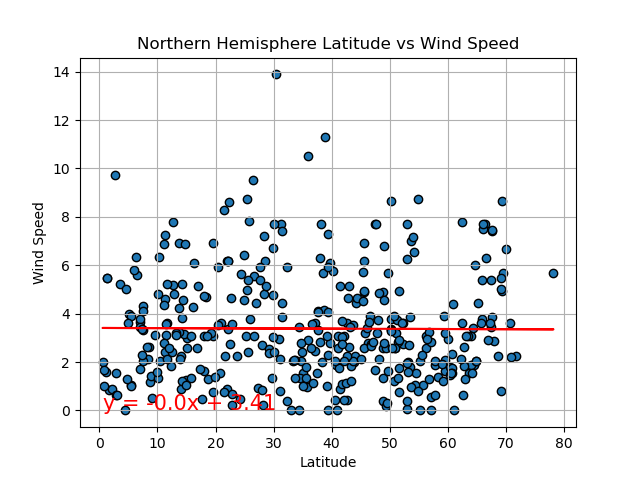 Northern Hemisphere Latitude vs Wind Speed
14
12
10
8
6
4
2
0
Wind Speed
y = -0.0x + 3.41
0 10 20 30 40 50 60 70 80
Latitude